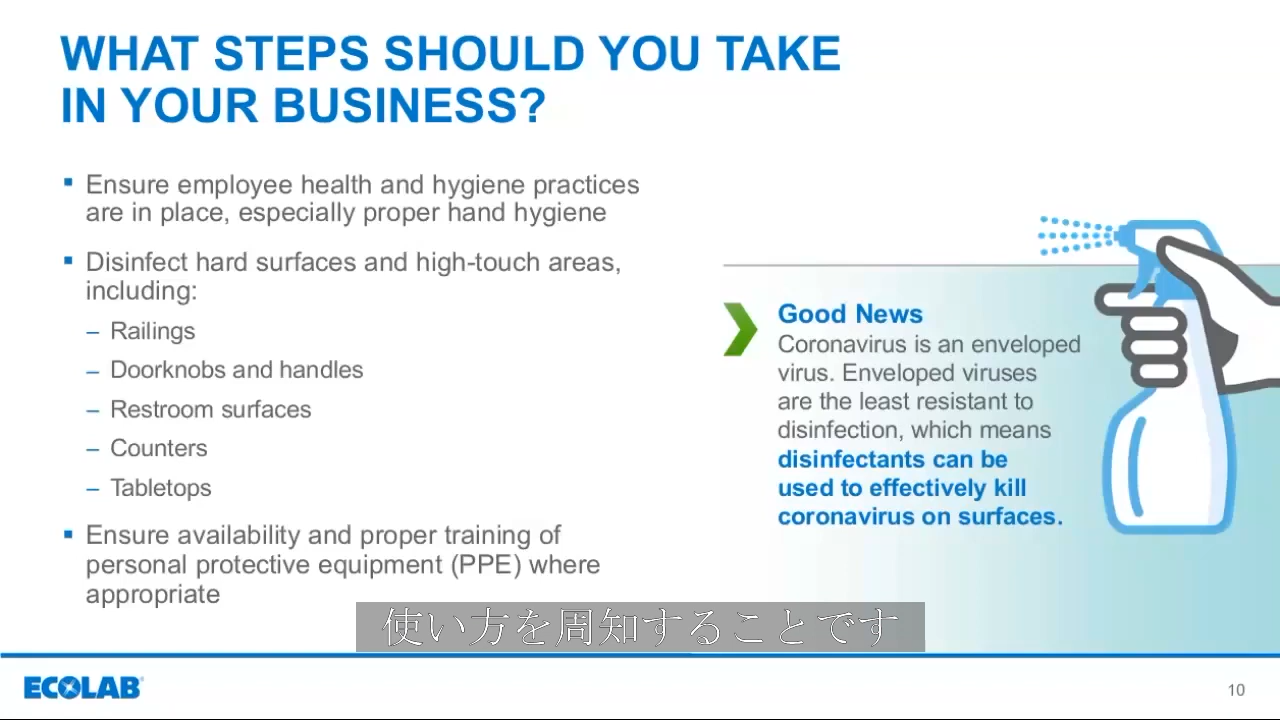 WHAT STEPS SHOULD YOU TAKE
IN YOUR BUSINESS?
▪ Ensure employee health and hygiene practices
are in place, especially proper hand hygiene
▪ Disinfect hard surfaces and high-touch areas,
including:
– Railings
– Doorknobs and handles
– Restroom surfaces
– Counters
– Tabletops
▪ Ensure availability and proper training of
personal protective equipment (PPE) where
appropriate
Good News
Coronavirus is an enveloped
virus. Enveloped viruses
are the least resistant to
disinfection, which means
disinfectants can be
used to effectively kill
coronavirus on surfaces.
使い方を周知することです
ECOLAB
10